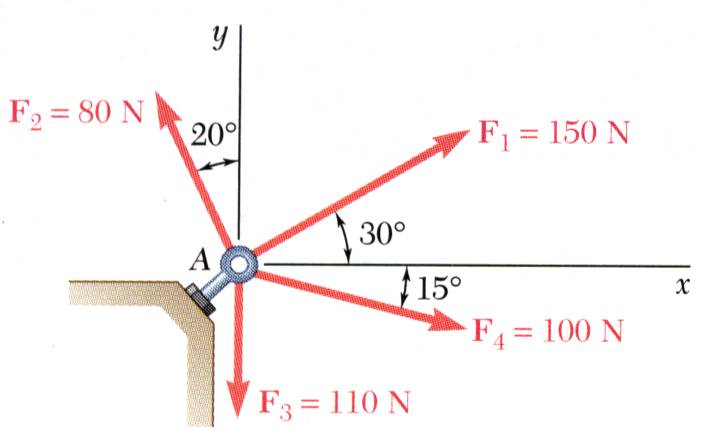 y
F₂ = 80 N
20°
F₁ = 150 N
30°
A
x
15°
F₄ = 100 N
F₃ = 110 N